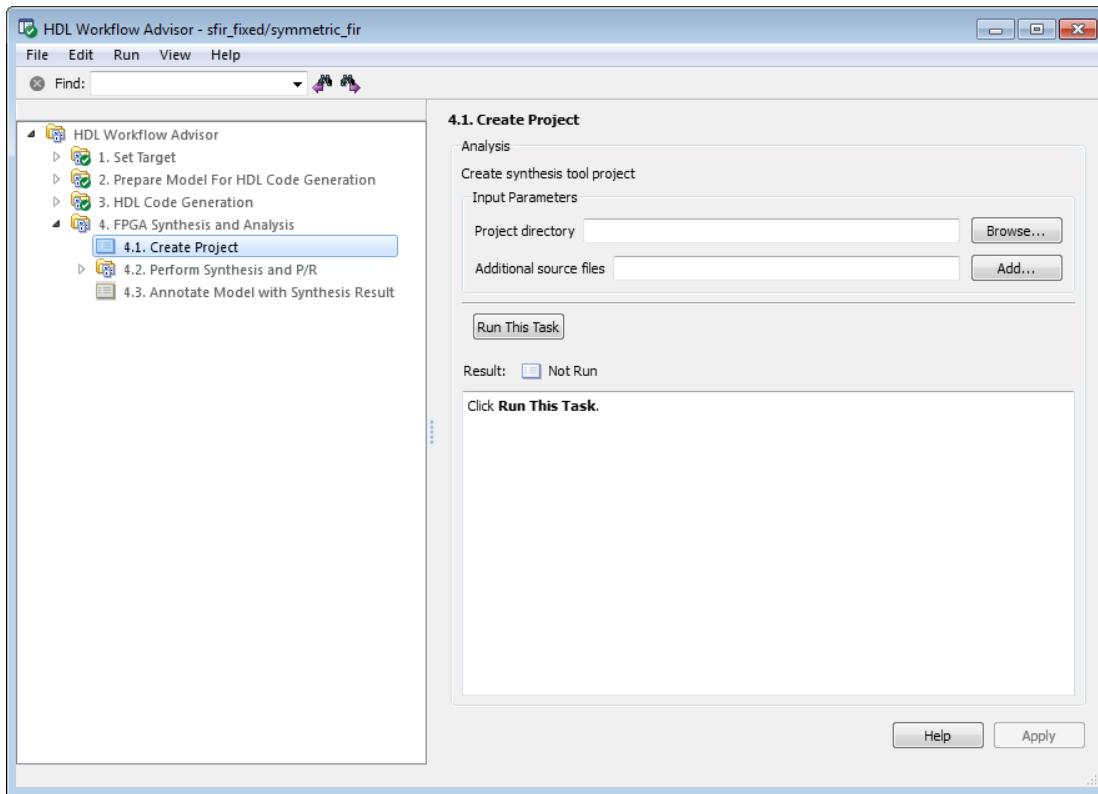 HDL Workflow Advisor - sfir_fixed/symmetric_fir
File Edit Run View Help
Find:
HDL Workflow Advisor
1. Set Target
2. Prepare Model For HDL Code Generation
3. HDL Code Generation
4. FPGA Synthesis and Analysis
4.1. Create Project
4.2. Perform Synthesis and P/R
4.3. Annotate Model with Synthesis Result
4.1. Create Project
Analysis
Create synthesis tool project
Input Parameters
Project directory Browse...
Additional source files Add...
Run This Task
Result: Not Run
Click Run This Task.
Help Apply